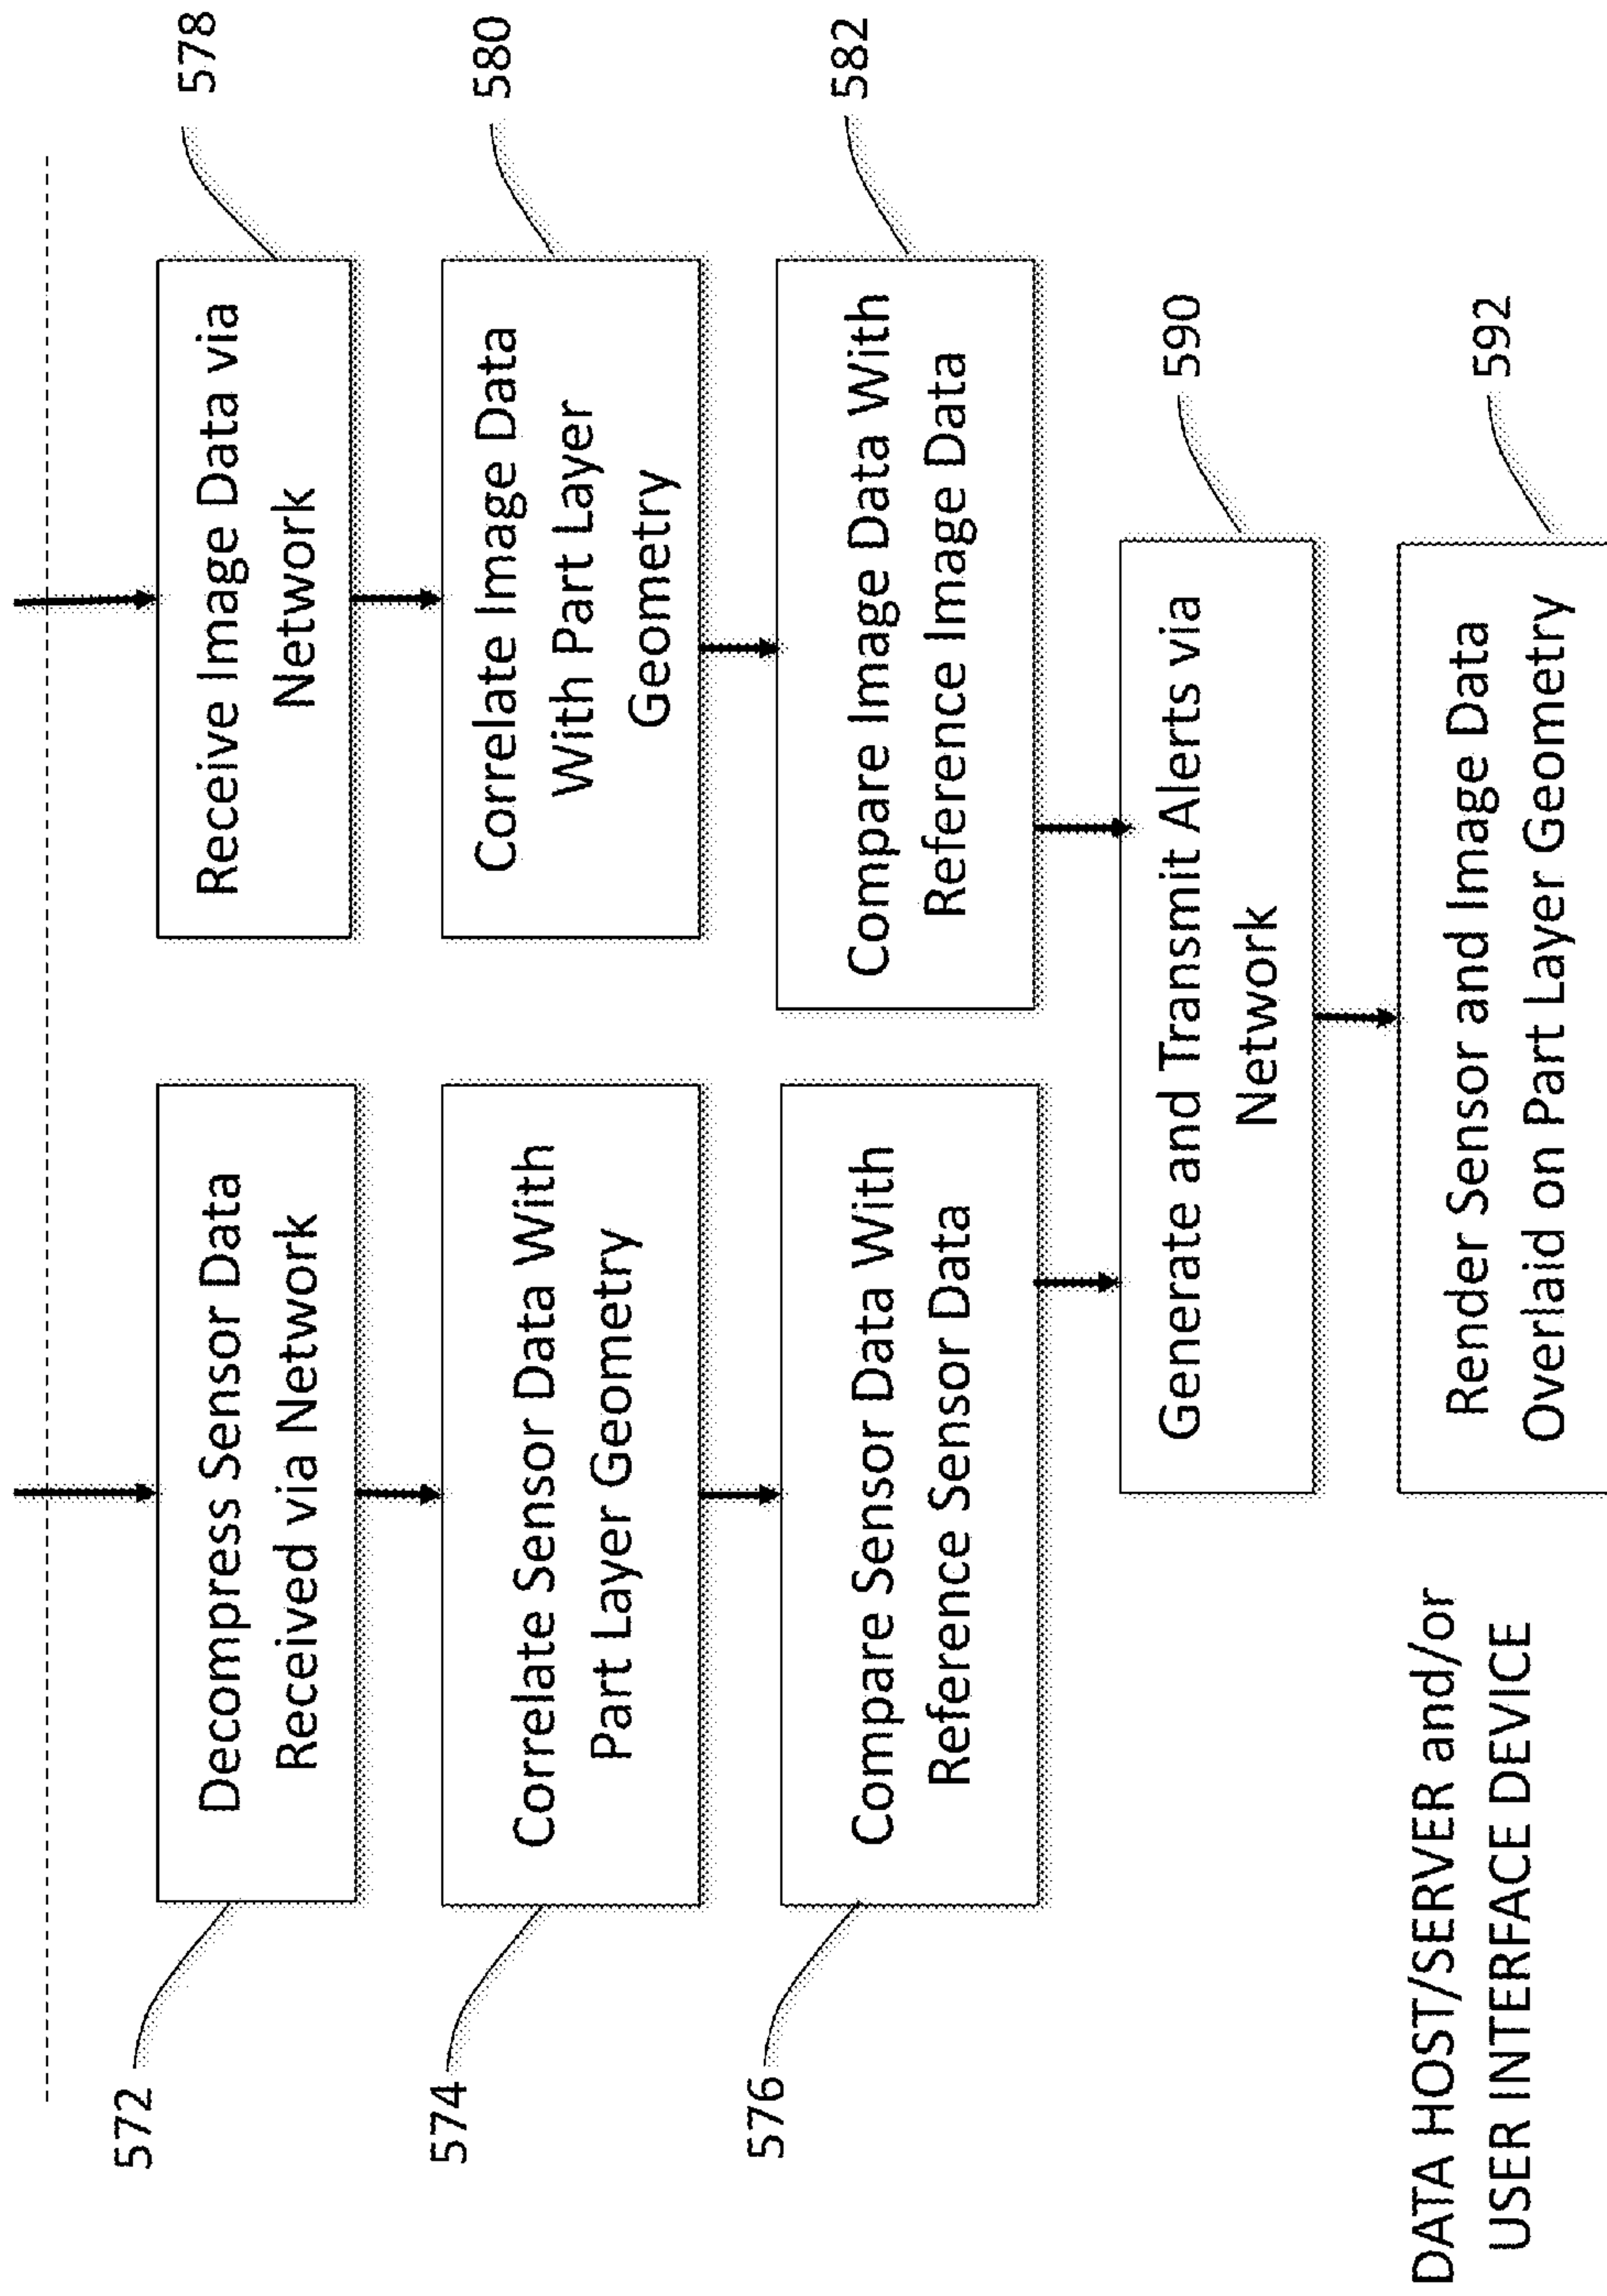 572
Decompress Sensor Data
Received via Network
574
Correlate Sensor Data With
Part Layer Geometry
576
Compare Sensor Data With
Reference Sensor Data
Receive Image Data via
Network
578
Correlate Image Data
With Part Layer
Geometry
580
Compare Image Data With
Reference Image Data
582
Generate and Transmit Alerts via
Network
590
Render Sensor and Image Data
Overlaid on Part Layer Geometry
592
DATA HOST/SERVER and/or
USER INTERFACE DEVICE